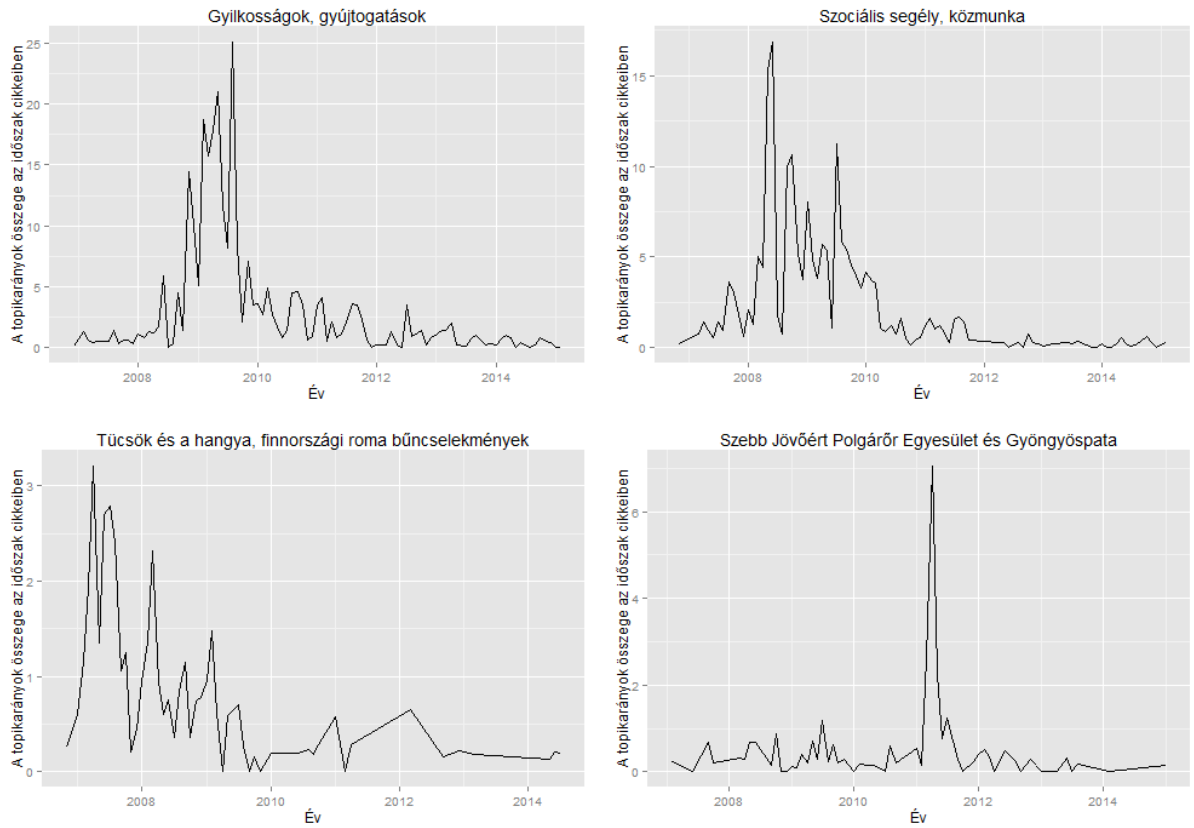 Gyilkosságok, gyújtogatások
A topikarányok összege az időszak cikkeiben
25
20
15
10
5
0
2008 2010 2012 2014
Év
Szociális segély, közmunka
A topikarányok összege az időszak cikkeiben
15
10
5
0
2008 2010 2012 2014
Év
Tücsök és a hangya, finnországi roma bűncselekmények
A topikarányok összege az időszak cikkeiben
3
2
1
0
2008 2010 2012 2014
Év
Szebb Jövőért Polgárőr Egyesület és Gyöngyöspata
A topikarányok összege az időszak cikkeiben
6
4
2
0
2008 2010 2012 2014
Év